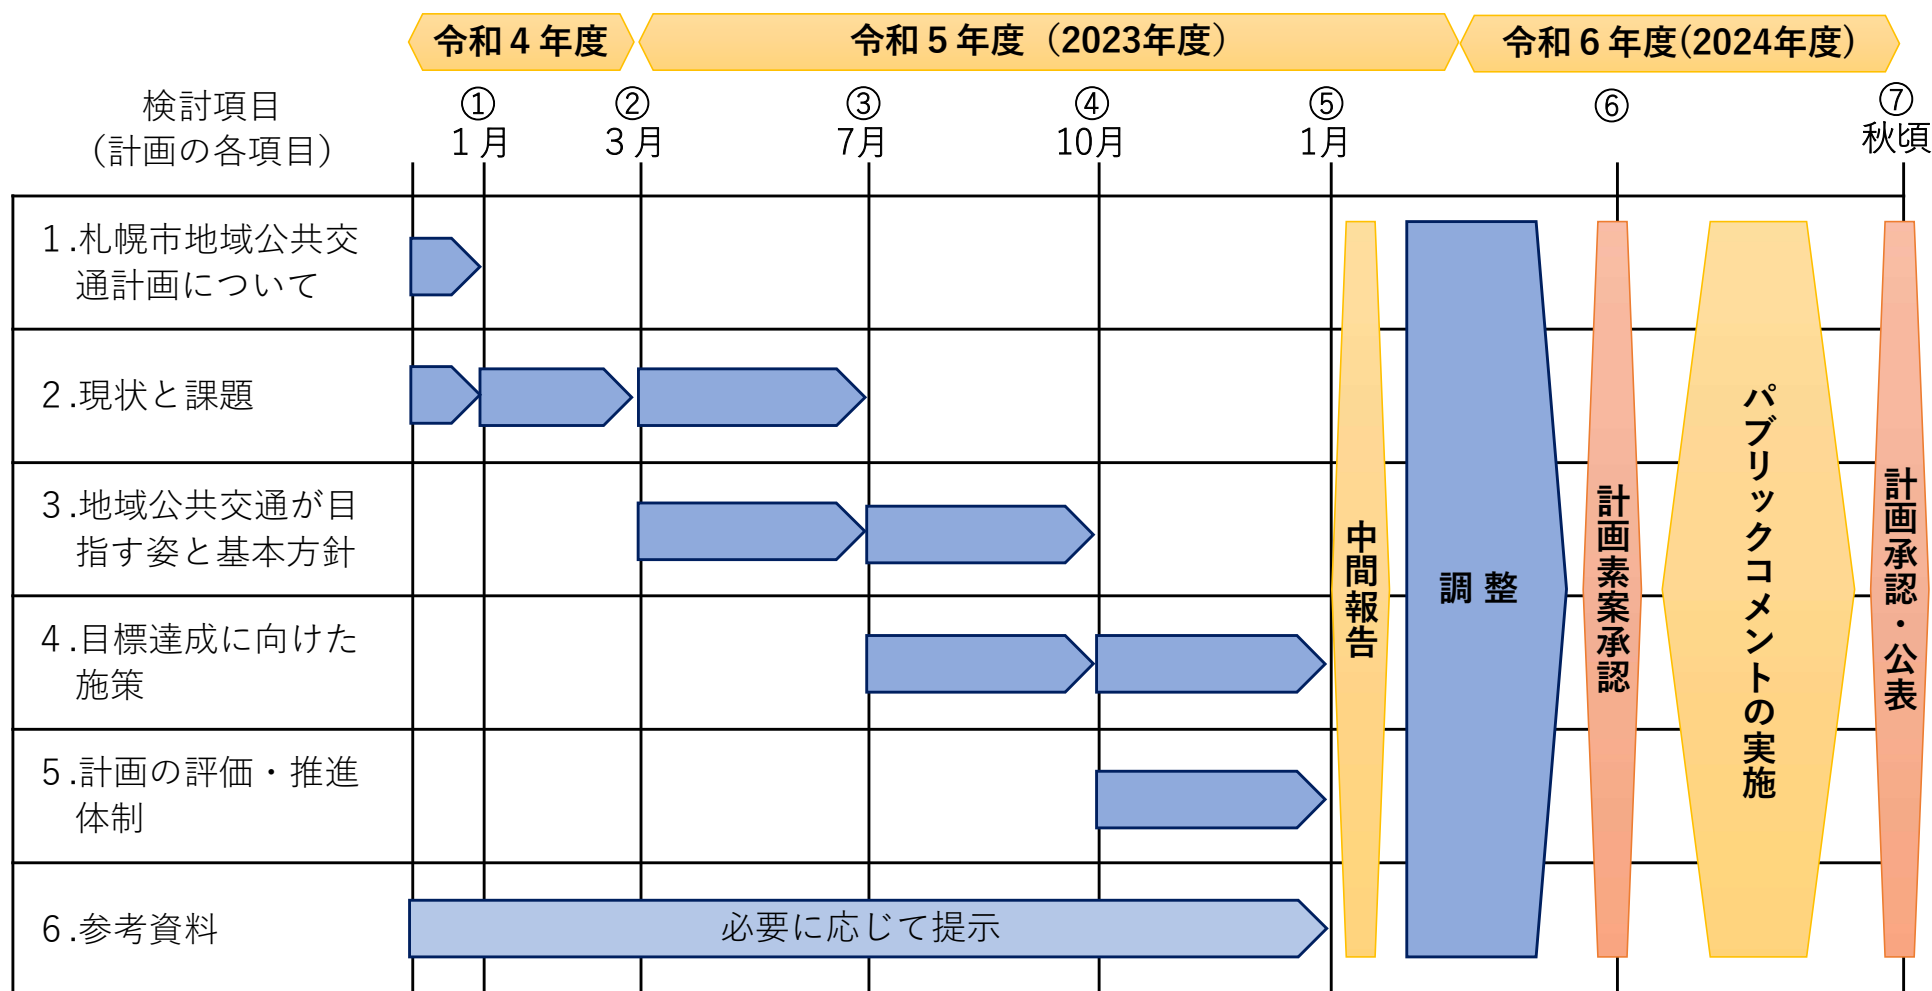 令和４年度
令和５年度（2023年度）
令和６年度(2024年度)
検討項目
（計画の各項目）
①
1月
②
3月
③
7月
④
10月
⑤
1月
⑥
⑦
秋頃
１.札幌市地域公共交
通計画について
２.現状と課題
３.地域公共交通が目
指す姿と基本方針
４.目標達成に向けた
施策
５.計画の評価・推進
体制
６.参考資料
必要に応じて提示
中間報告
調 整
計画素案承認
パブリックコメントの実施
計画承認・公表